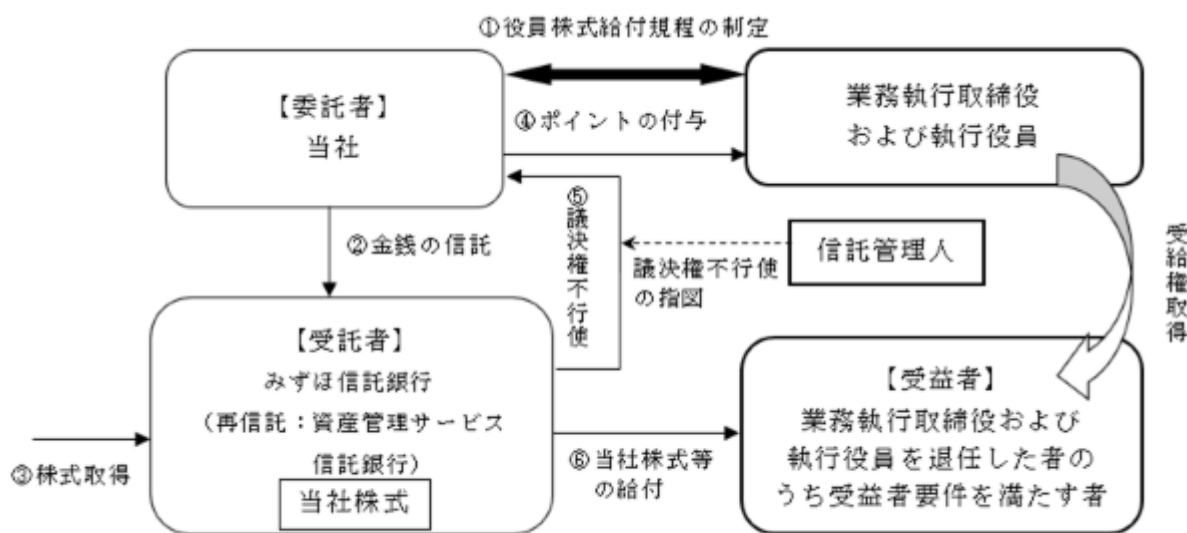 ①役員株式給付規程の制定
【委託者】
当社
業務執行取締役
および執行役員
④ポイントの付与
②金銭の信託
⑤議決権不行使
議決権不行使
の指図
信託管理人
受給権取得
【受託者】
みずほ信託銀行
（再信託：資産管理サービス
信託銀行）
当社株式
③株式取得
⑥当社株式等
の給付
【受益者】
業務執行取締役および
執行役員を退任した者の
うち受益者要件を満たす者